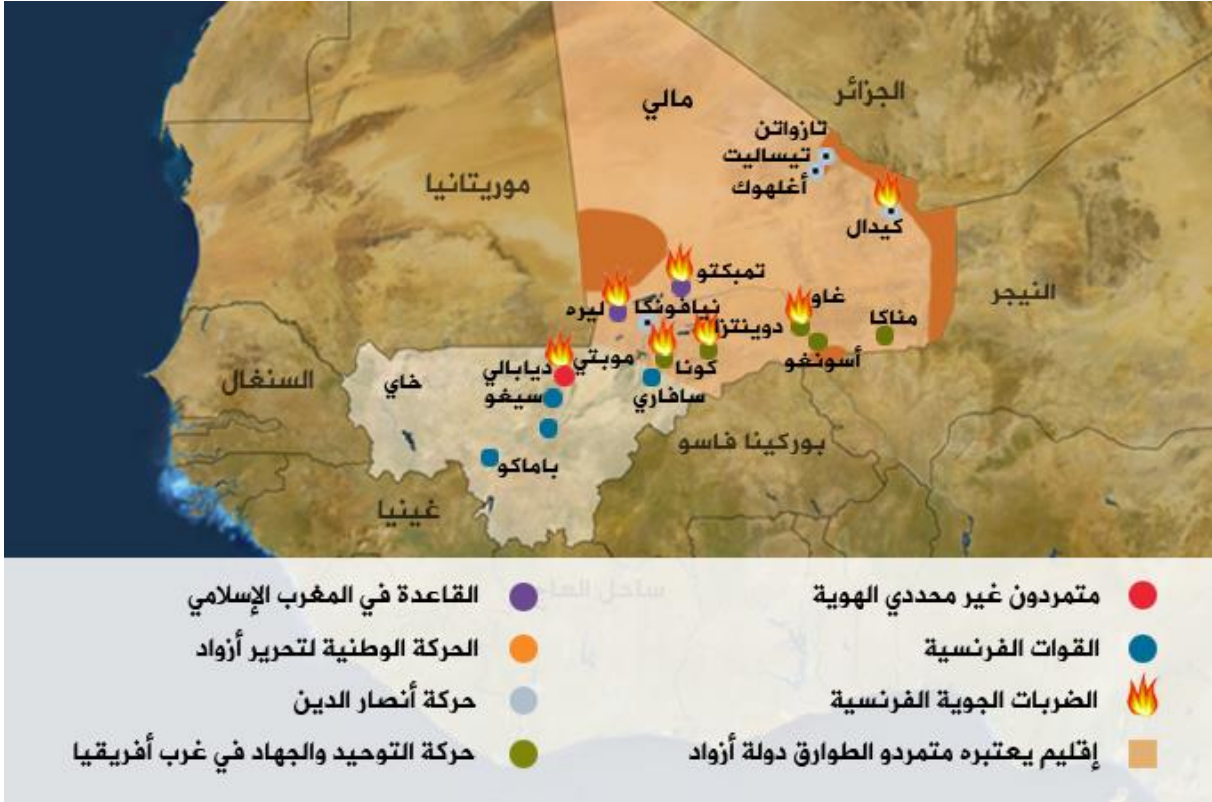 الجزائر
مالي
تازواتن
تيساليت
أغلهوك
موريتانيا
كيدال
تمبكتو
النيجر
غاو
نيافونكا
ليره
دوينتزا
مناكا
أسونغو
كونا
موبتي
ديابالي
سافاري
السنغال
خاي
سيغو
بوركينا فاسو
باماكو
غينيا
ساحل العاج
متمردون غير محددي الهوية
القوات الفرنسية
الضربات الجوية الفرنسية
إقليم يعتبره متمردو الطوارق دولة أزواد
القاعدة في المغرب الإسلامي
الحركة الوطنية لتحرير أزواد
حركة أنصار الدين
حركة التوحيد والجهاد في غرب أفريقيا